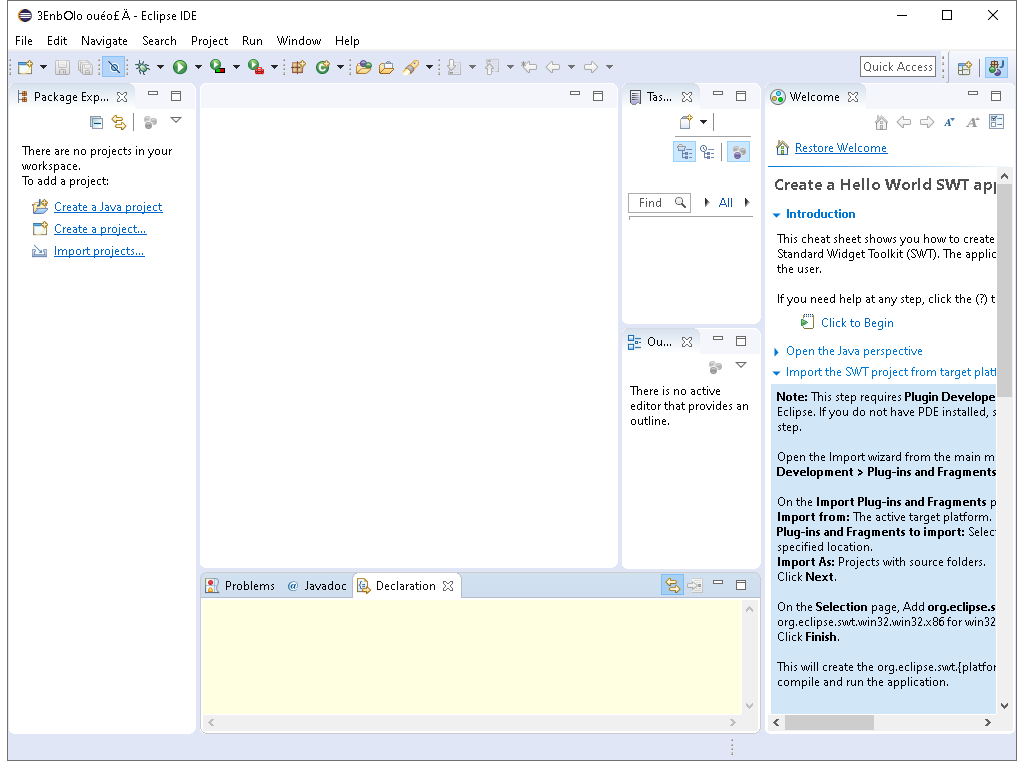 3EnbOlo ouéo£Ä - Eclipse IDE
File Edit Navigate Search Project Run Window Help
Quick Access
Package Exp...
There are no projects in your
workspace.
To add a project:
Create a Java project
Create a project...
Import projects...
Tas...
Find
All
Ou...
There is no active
editor that provides an
outline.
Problems
@ Javadoc
Declaration
Welcome
Restore Welcome
Create a Hello World SWT app
Introduction
This cheat sheet shows you how to create
Standard Widget Toolkit (SWT). The applic
the user.
If you need help at any step, click the (?) t
Click to Begin
Open the Java perspective
Import the SWT project from target platf
Note: This step requires Plugin Develope
Eclipse. If you do not have PDE installed, s
step.
Open the Import wizard from the main m
Development > Plug-ins and Fragments
On the Import Plug-ins and Fragments p
Import from: The active target platform.
Plug-ins and Fragments to import: Selec
specified location.
Import As: Projects with source folders.
Click Next.
On the Selection page, Add org.eclipse.s
org.eclipse.swt.win32.win32.x86 for win32
Click Finish.
This will create the org.eclipse.swt.{platfor
compile and run the application.